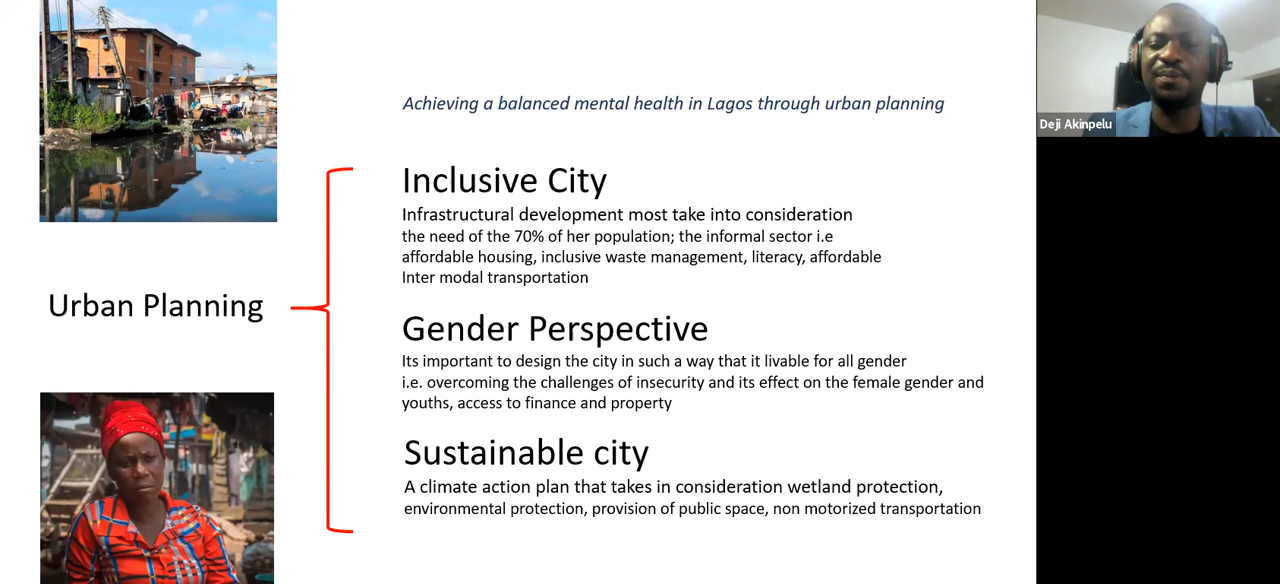 Achieving a balanced mental health in Lagos through urban planning
Inclusive City
Infrastructural development most take into consideration
the need of the 70% of her population; the informal sector i.e
affordable housing, inclusive waste management, literacy, affordable
Inter modal transportation
Urban Planning
Gender Perspective
Its important to design the city in such a way that it livable for all gender
i.e. overcoming the challenges of insecurity and its effect on the female gender and
youths, access to finance and property
Sustainable city
A climate action plan that takes in consideration wetland protection,
environmental protection, provision of public space, non motorized transportation
Deji Akinpelu